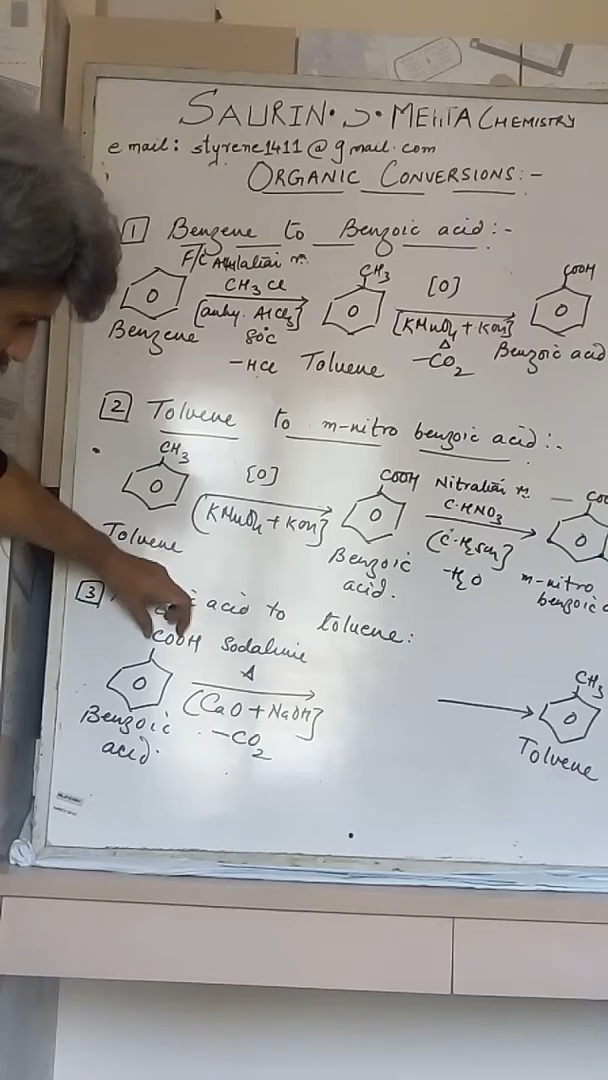 SAURIN. S. MEHTA CHEMISTRY
e mail: styrene1411@gmail.com
ORGANIC CONVERSIONS:-
1 Benzene to Benzoic acid:-
F/C Alkylation rn.
CH3Cl
[anhy. AlCl3]
80°C
-HCl
Benzene
CH3
Toluene
[O]
[KMnO4 + KOH]
Δ
-CO2
COOH
Benzoic acid
2 Toluene to m-nitro benzoic acid:-
CH3
Toluene
[O]
(KMnO4 + KOH]
COOH
Benzoic
acid.
Nitration rn.
C·HNO3
(C·H2SO4]
-H2O
m-nitro
3 acid to toluene:
COOH
Benzoic
acid.
Sodalime
Δ
(CaO + NaOH]
-CO2
CH3
Toluene